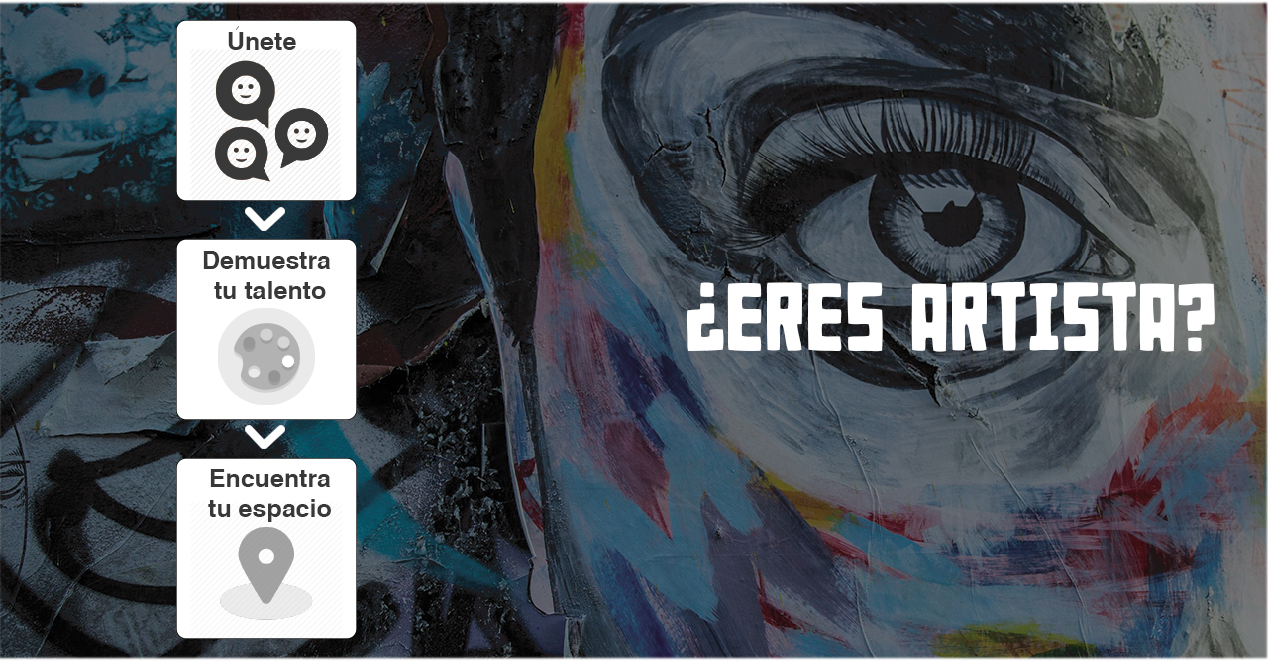 Únete
Demuestra
tu talento
Encuentra
tu espacio
¿ERES ARTISTA?